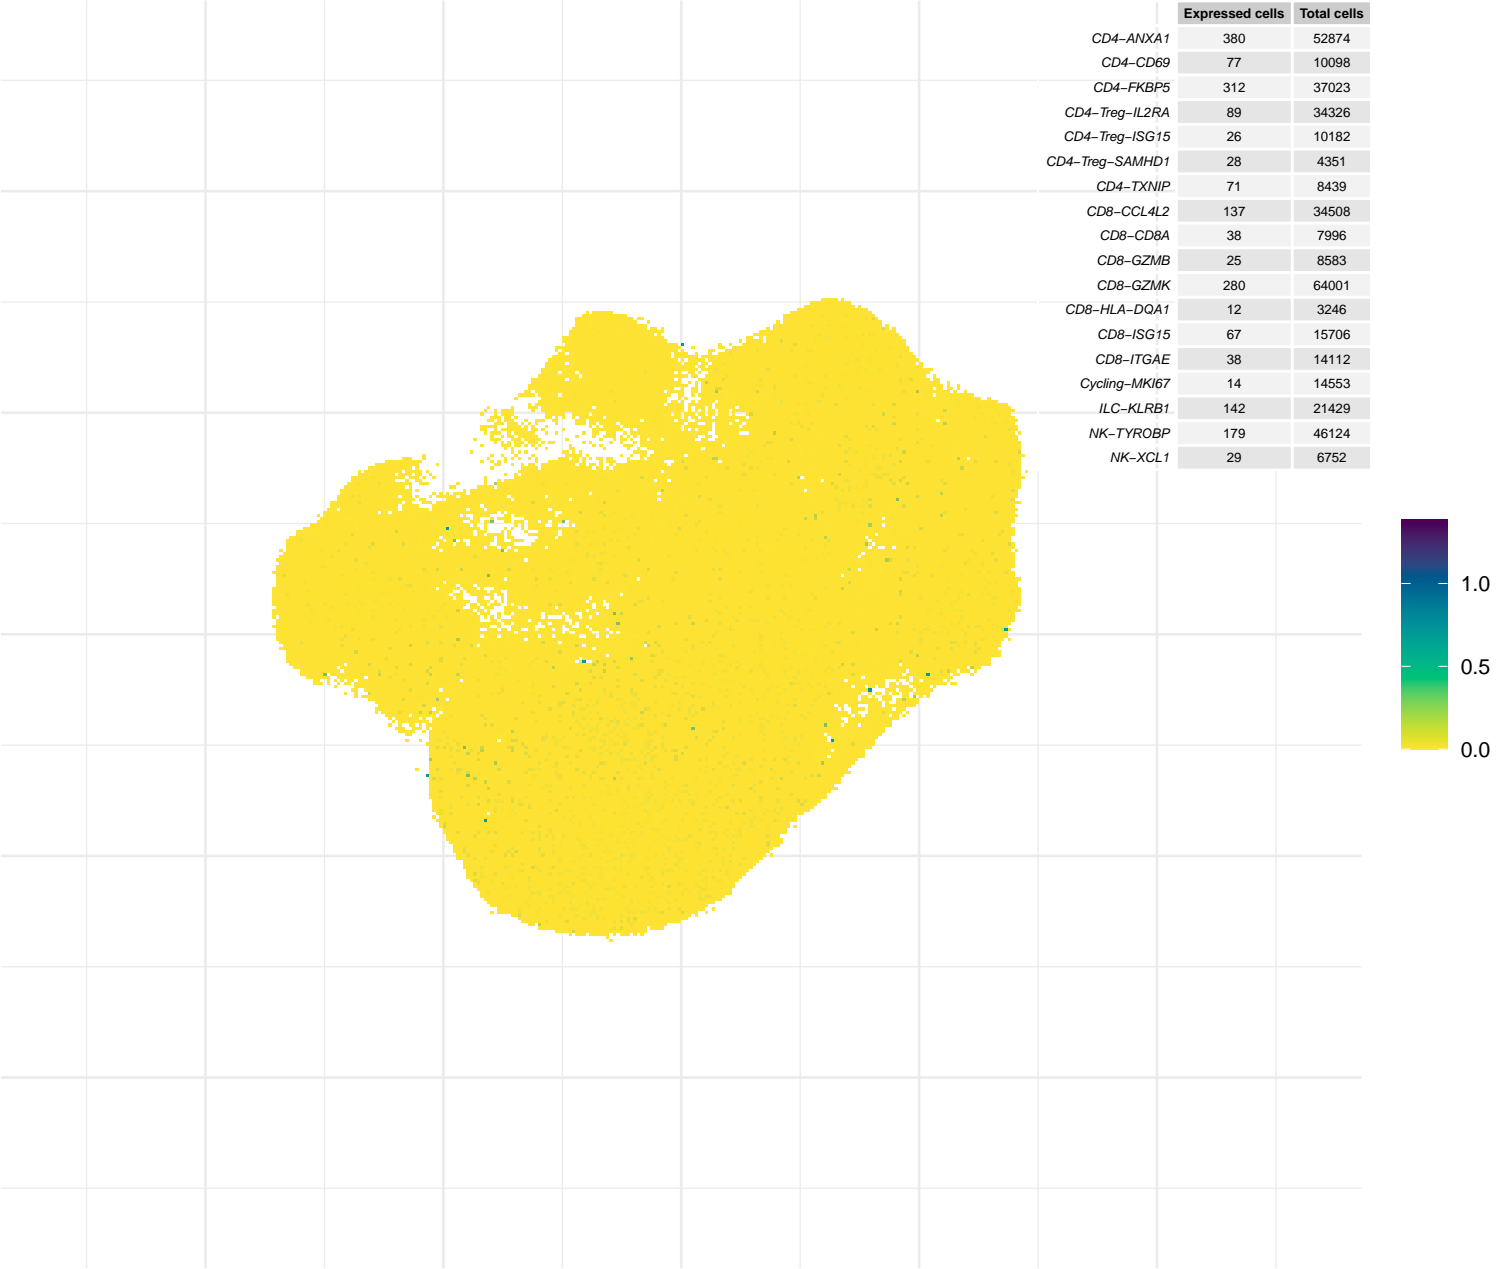 Expressed cells Total cells
CD4−ANXA1 380 52874
CD4−CD69 77 10098
CD4−FKBP5 312 37023
CD4−Treg−IL2RA 89 34326
CD4−Treg−ISG15 26 10182
CD4−Treg−SAMHD1 28 4351
CD4−TXNIP 71 8439
CD8−CCL4L2 137 34508
CD8−CD8A 38 7996
CD8−GZMB 25 8583
CD8−GZMK 280 64001
CD8−HLA−DQA1 12 3246
CD8−ISG15 67 15706
CD8−ITGAE 38 14112
Cycling−MKI67 14 14553
ILC−KLRB1 142 21429
NK−TYROBP 179 46124
NK−XCL1 29 6752
1.0
0.5
0.0